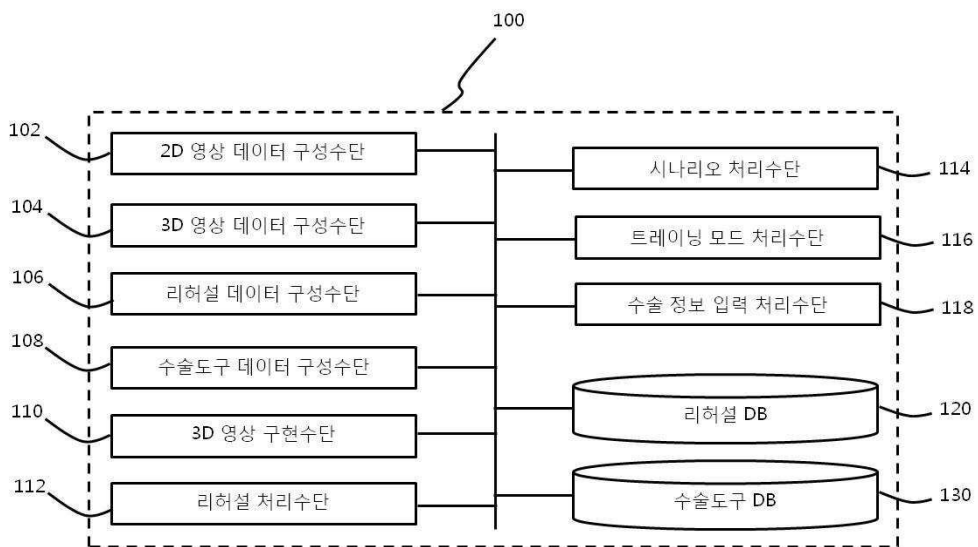 100
102
2D 영상 데이터 구성수단
104
3D 영상 데이터 구성수단
106
리허설 데이터 구성수단
108
수술도구 데이터 구성수단
110
3D 영상 구현수단
112
리허설 처리수단
시나리오 처리수단
114
트레이닝 모드 처리수단
116
수술 정보 입력 처리수단
118
리허설 DB
120
수술도구 DB
130